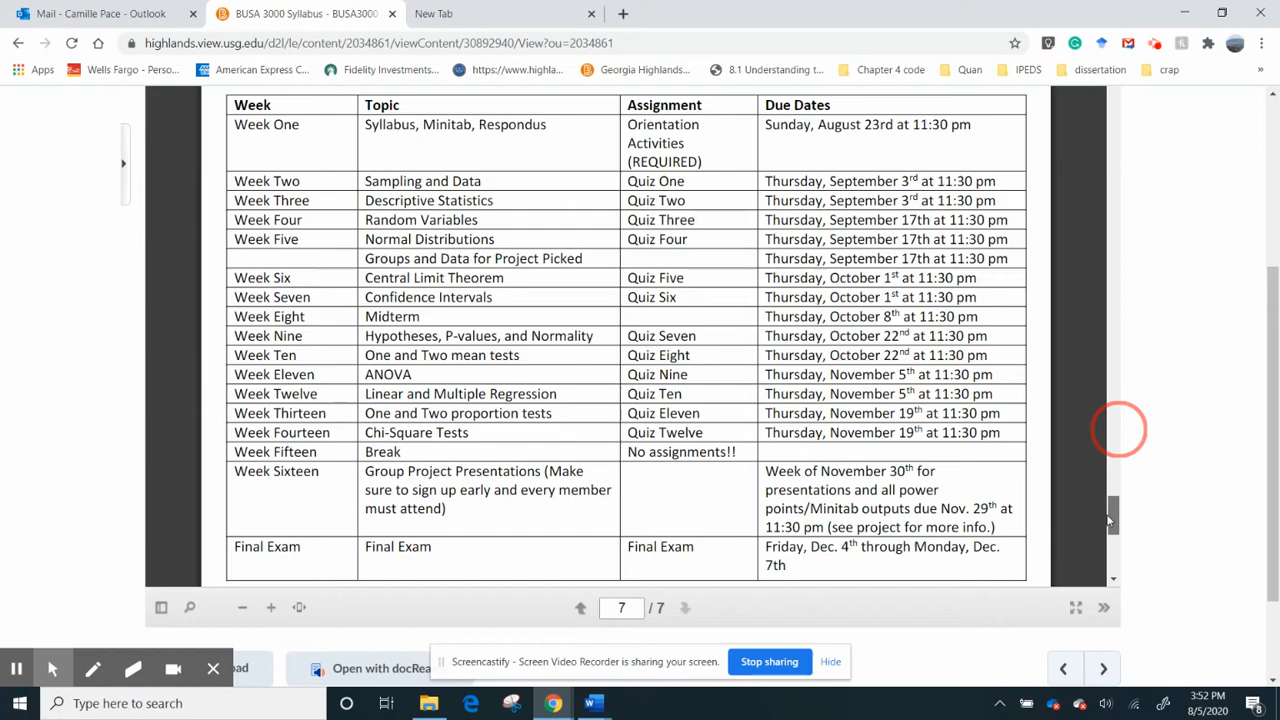 Mail - Camille Pace - Outlook
BUSA 3000 Syllabus - BUSA3000
New Tab
highlands.view.usg.edu/d2l/le/content/2034861/viewContent/30892940/View?ou=2034861
Apps
Wells Fargo - Perso...
American Express C...
Fidelity Investments...
https://www.highla...
Georgia Highlands...
8.1 Understanding t...
Chapter 4 code
Quan
IPEDS
dissertation
crap
»
Week Topic Assignment Due Dates
Week One Syllabus, Minitab, Respondus Orientation Sunday, August 23rd at 11:30 pm
Activities
(REQUIRED)
Week Two Sampling and Data Quiz One Thursday, September 3rd at 11:30 pm
Week Three Descriptive Statistics Quiz Two Thursday, September 3rd at 11:30 pm
Week Four Random Variables Quiz Three Thursday, September 17th at 11:30 pm
Week Five Normal Distributions Quiz Four Thursday, September 17th at 11:30 pm
Groups and Data for Project Picked Thursday, September 17th at 11:30 pm
Week Six Central Limit Theorem Quiz Five Thursday, October 1st at 11:30 pm
Week Seven Confidence Intervals Quiz Six Thursday, October 1st at 11:30 pm
Week Eight Midterm Thursday, October 8th at 11:30 pm
Week Nine Hypotheses, P-values, and Normality Quiz Seven Thursday, October 22nd at 11:30 pm
Week Ten One and Two mean tests Quiz Eight Thursday, October 22nd at 11:30 pm
Week Eleven ANOVA Quiz Nine Thursday, November 5th at 11:30 pm
Week Twelve Linear and Multiple Regression Quiz Ten Thursday, November 5th at 11:30 pm
Week Thirteen One and Two proportion tests Quiz Eleven Thursday, November 19th at 11:30 pm
Week Fourteen Chi-Square Tests Quiz Twelve Thursday, November 19th at 11:30 pm
Week Fifteen Break No assignments!!
Week Sixteen Group Project Presentations (Make Week of November 30th for
sure to sign up early and every member presentations and all power
must attend) points/Minitab outputs due Nov. 29th at
11:30 pm (see project for more info.)
Final Exam Final Exam Final Exam Friday, Dec. 4th through Monday, Dec.
7th
7 / 7
oad
Open with docRea
Screencastify - Screen Video Recorder is sharing your screen.
Stop sharing
Hide
Type here to search
3:52 PM
8/5/2020
8